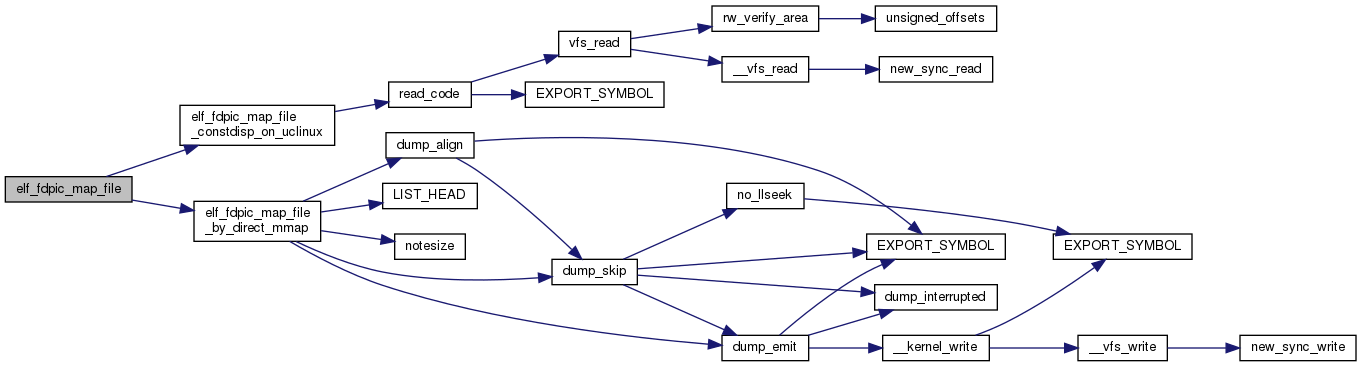 rw_verify_area
unsigned_offsets
vfs_read
__vfs_read
new_sync_read
read_code
EXPORT_SYMBOL
elf_fdpic_map_file
_constdisp_on_uclinux
dump_align
elf_fdpic_map_file
LIST_HEAD
no_llseek
elf_fdpic_map_file
_by_direct_mmap
notesize
EXPORT_SYMBOL
EXPORT_SYMBOL
dump_skip
dump_interrupted
dump_emit
__kernel_write
__vfs_write
new_sync_write